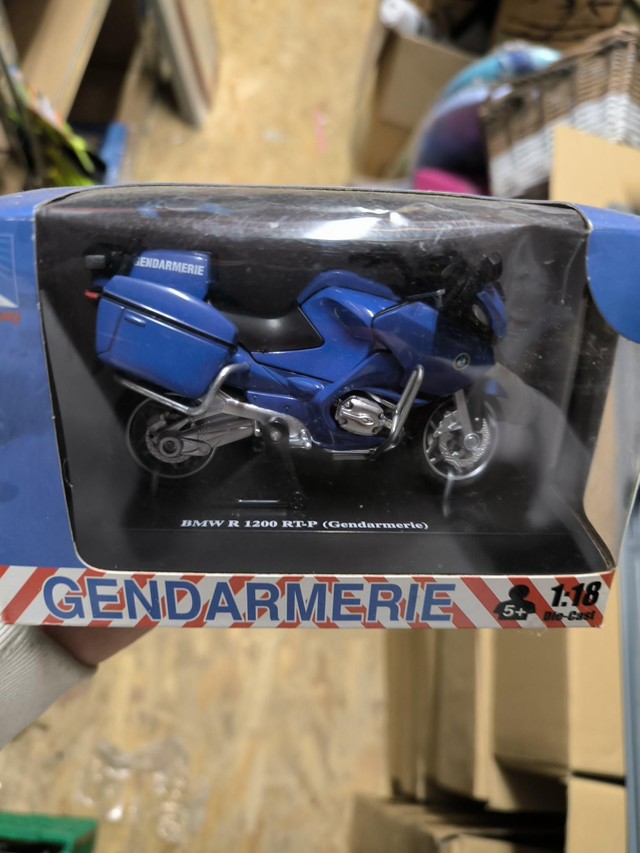 GENDARMERIE
BMW R 1200 RT-P (Gendarmerie)
GENDARMERIE
5+
1:18
Die-Cast